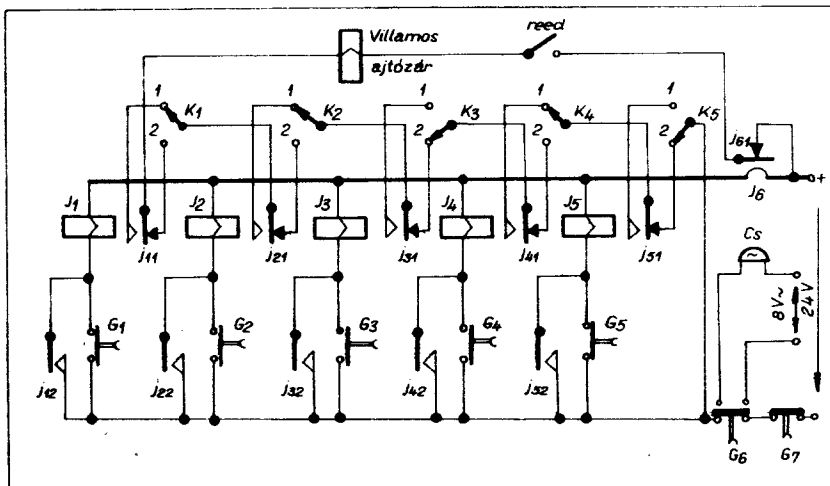 Villamos
ajtózár
reed
1 K1 1 K2 1 K3 1 K4 1 K5
2 2 2 2 2
j61
J6 +
J1 J2 J3 J4 J5
j11 j21 j31 j41 j51
Cs
8V~
24V
G1 G2 G3 G4 G5
j12 j22 j32 j42 j52
G6 G7